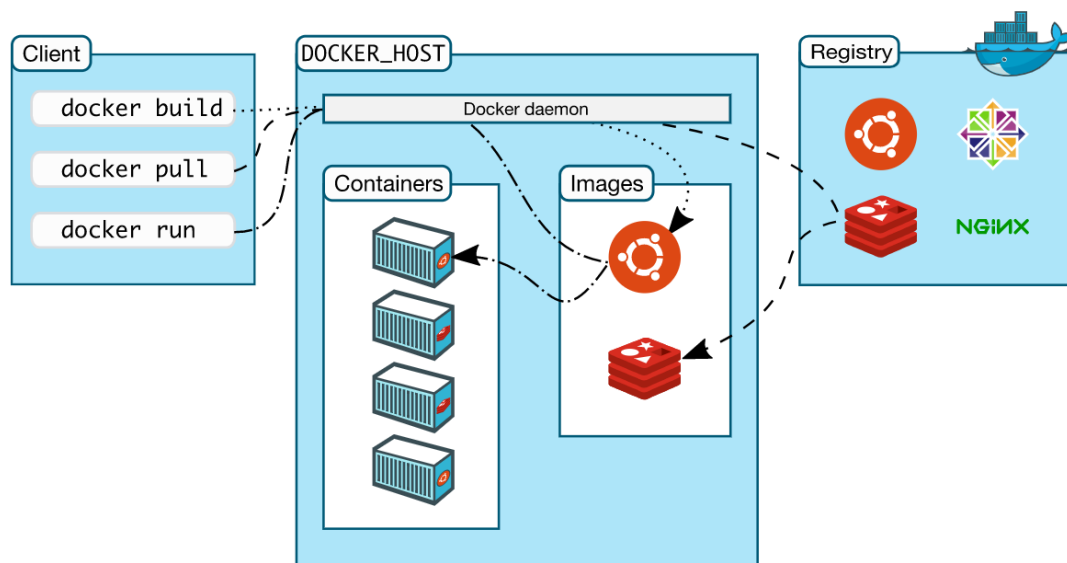 Client
docker build
docker pull
docker run
DOCKER_HOST
Docker daemon
Containers
Images
Registry
NGINX